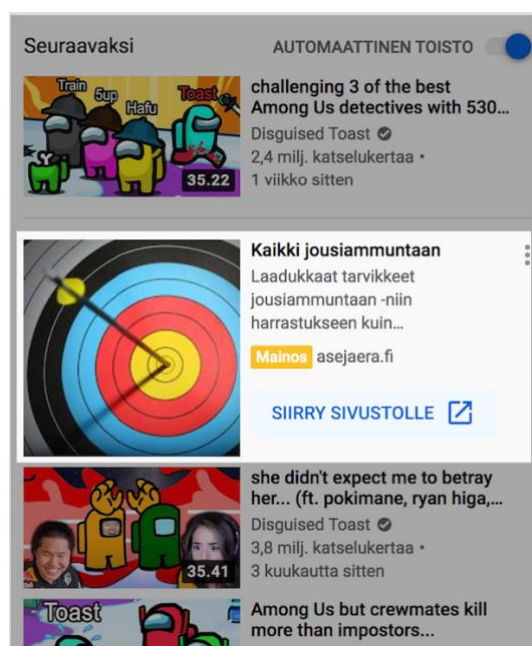 Seuraavaksi
AUTOMAATTINEN TOISTO
Train
5up
Hafu
Toast
35.22
challenging 3 of the best
Among Us detectives with 530...
Disguised Toast
2,4 milj. katselukertaa •
1 viikko sitten
Kaikki jousiammuntaan
Laadukkaat tarvikkeet
jousiammuntaan -niin
harrastukseen kuin...
Mainos asejaera.fi
SIIRRY SIVUSTOLLE
35.41
she didn't expect me to betray
her... (ft. pokimane, ryan higa,...
Disguised Toast
3,8 milj. katselukertaa •
3 kuukautta sitten
Toast
Among Us but crewmates kill
more than impostors...